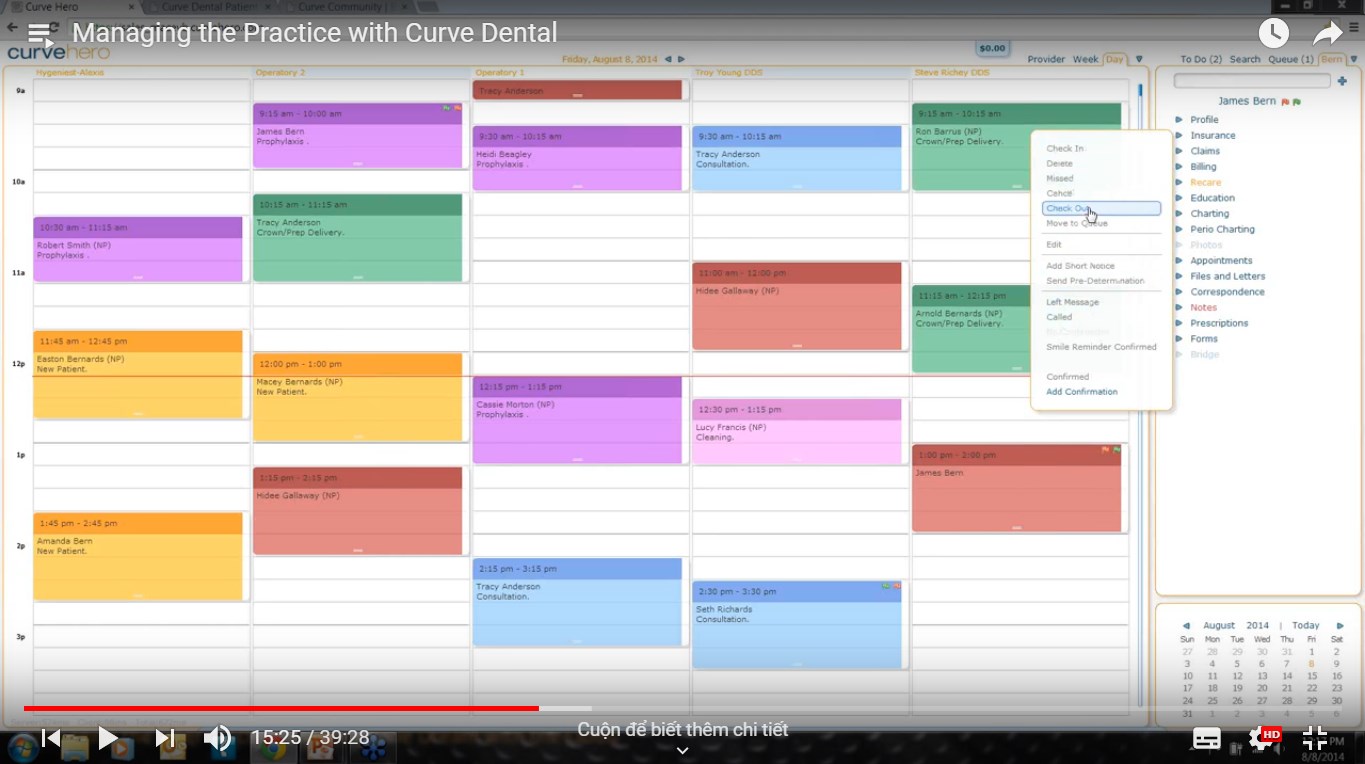 Curve Hero
Curve Dental Patien
Curve Community |
Managing the Practice with Curve Dental
curvehero
$0.00
Friday, August 8, 2014
Provider Week Day
To Do (2) Search Queue (1) Bern
Hygeniest-Alexis
Operatory 2
Operatory 1
Troy Young DDS
Steve Richey DDS
9a
10a
11a
12p
1p
2p
3p
10:30 am - 11:15 am
Robert Smith (NP)
Prophylaxis .
11:45 am - 12:45 pm
Easton Bernards (NP)
New Patient.
1:45 pm - 2:45 pm
Amanda Bern
New Patient.
9:15 am - 10:00 am
James Bern
Prophylaxis .
10:15 am - 11:15 am
Tracy Anderson
Crown/Prep Delivery.
12:00 pm - 1:00 pm
Macey Bernards (NP)
New Patient.
1:15 pm - 2:15 pm
Hidee Gallaway (NP)
Tracy Anderson
9:30 am - 10:15 am
Heidi Beagley
Prophylaxis .
12:15 pm - 1:15 pm
Cassie Morton (NP)
Prophylaxis .
2:15 pm - 3:15 pm
Tracy Anderson
Consultation.
9:30 am - 10:15 am
Tracy Anderson
Consultation.
11:00 am - 12:00 pm
Hidee Gallaway (NP)
12:30 pm - 1:15 pm
Lucy Francis (NP)
Cleaning.
2:30 pm - 3:30 pm
Seth Richards
Consultation.
9:15 am - 10:15 am
Ron Barrus (NP)
Crown/Prep Delivery.
11:15 am - 12:15 pm
Arnold Bernards (NP)
Crown/Prep Delivery.
1:00 pm - 2:00 pm
James Bern
Check In
Delete
Missed
Cancel
Check Ou
Move to Queue
Edit
Add Short Notice
Send Pre-Determination
Left Message
Called
Smile Reminder Confirmed
Confirmed
Add Confirmation
James Bern
Profile
Insurance
Claims
Billing
Recare
Education
Charting
Perio Charting
Photos
Appointments
Files and Letters
Correspondence
Notes
Prescriptions
Forms
Bridge
August 2014 | Today
Sun Mon Tue Wed Thu Fri Sat
27 28 29 30 31 1 2
3 4 5 6 7 8 9
10 11 12 13 14 15 16
17 18 19 20 21 22 23
24 25 26 27 28 29 30
31 1 2 3 4 5 6
15:25 / 39:28
Cuộn để biết thêm chi tiết
HD
PM
8/8/2014